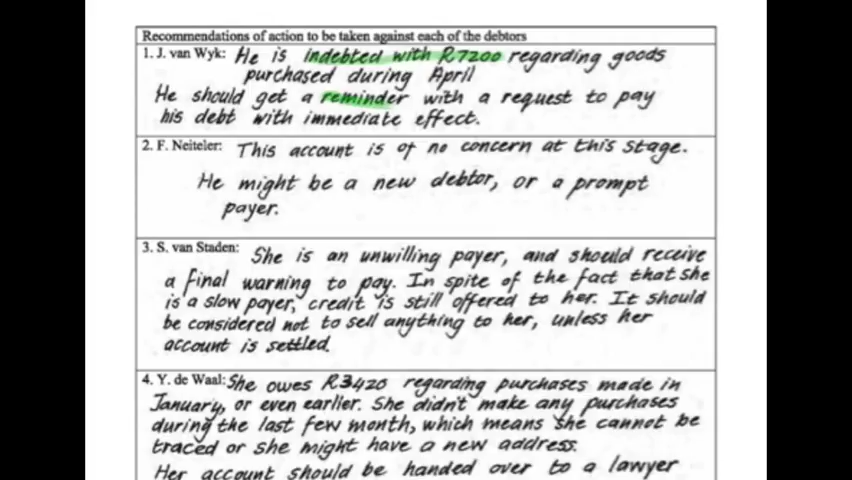 Recommendations of action to be taken against each of the debtors
1. J. van Wyk: He is indebted with R7200 regarding goods
purchased during April
He should get a reminder with a request to pay
his debt with immediate effect.
2. F. Neiteler: This account is of no concern at this stage.
He might be a new debtor, or a prompt
payer.
3. S. van Staden: She is an unwilling payer, and should receive
a final warning to pay. In spite of the fact that she
is a slow payer, credit is still offered to her. It should
be considered not to sell anything to her, unless her
account is settled.
4. Y. de Waal: She owes R3420 regarding purchases made in
January, or even earlier. She didn't make any purchases
during the last few month, which means she cannot be
traced or she might have a new address.
Her account should be handed over to a lawyer